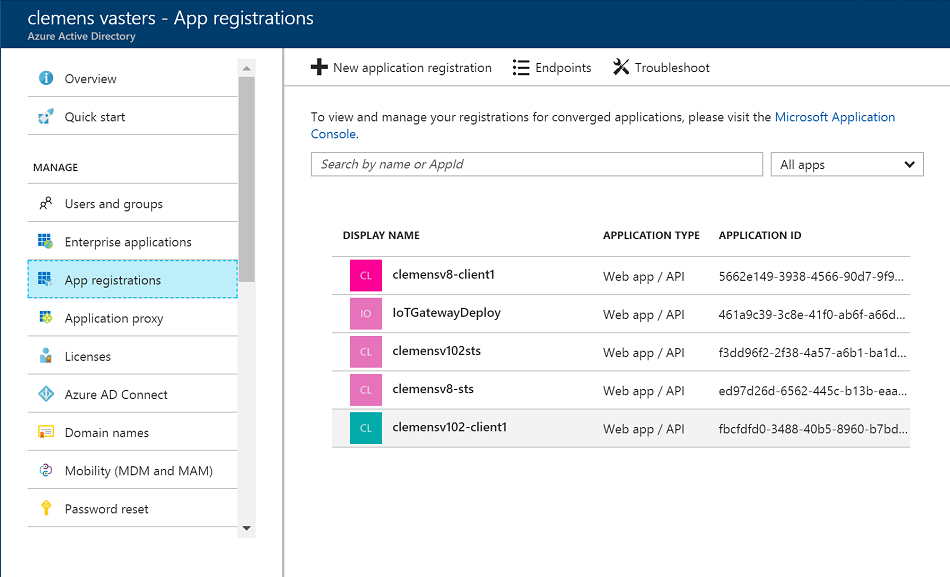 clemens vasters - App registrations
Azure Active Directory
Overview
Quick start
MANAGE
Users and groups
Enterprise applications
App registrations
Application proxy
Licenses
Azure AD Connect
Domain names
Mobility (MDM and MAM)
Password reset
New application registration Endpoints Troubleshoot
To view and manage your registrations for converged applications, please visit the Microsoft Application
Console.
Search by name or AppId All apps
DISPLAY NAME APPLICATION TYPE APPLICATION ID
CL clemensv8-client1 Web app / API 5662e149-3938-4566-90d7-9f9...
IO IoTGatewayDeploy Web app / API 461a9c39-3c8e-41f0-ab6f-a66d...
CL clemensv102sts Web app / API f3dd96f2-2f38-4a57-a6b1-ba1d...
CL clemensv8-sts Web app / API ed97d26d-6562-445c-b13b-eaa...
CL clemensv102-client1 Web app / API fbcfdfd0-3488-40b5-8960-b7bd...